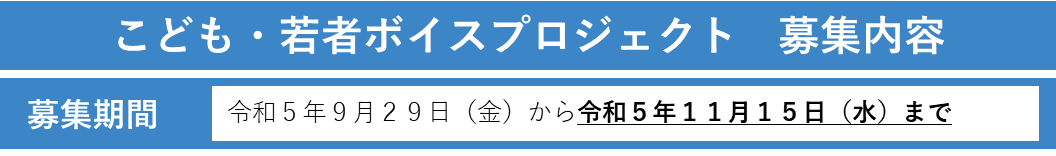 こども・若者ボイスプロジェクト　募集内容
募集期間
令和５年９月２９日（金）から令和５年１１月１５日（水）まで